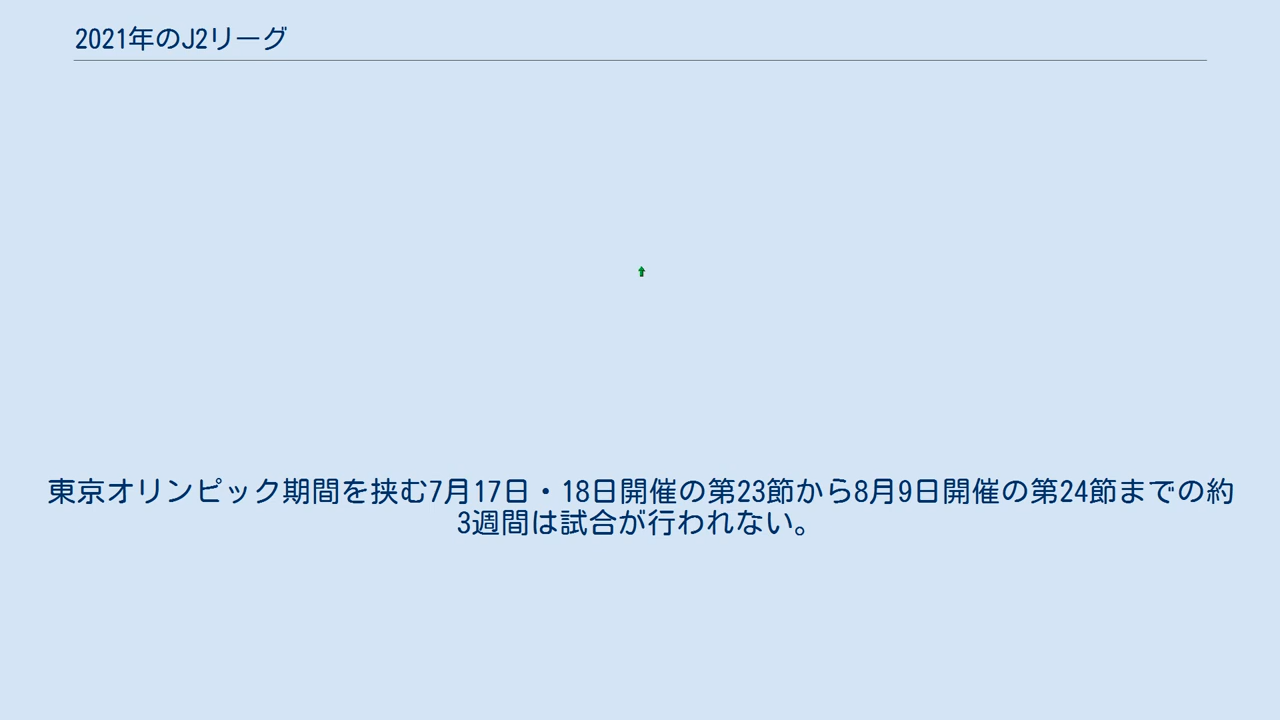 2021年のJ2リーグ
東京オリンピック期間を挟む7月17日・18日開催の第23節から8月9日開催の第24節までの約
3週間は試合が行われない。